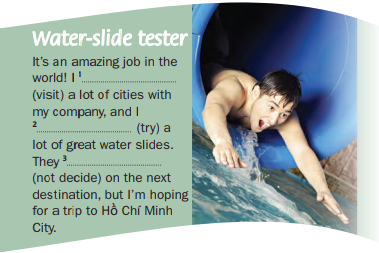 Water-slide tester
It's an amazing job in the
world! I 1
(visit) a lot of cities with
my company, and I
2 (try) a
lot of great water slides.
They 3
(not decide) on the next
destination, but I'm hoping
for a trip to Hồ Chí Minh
City.